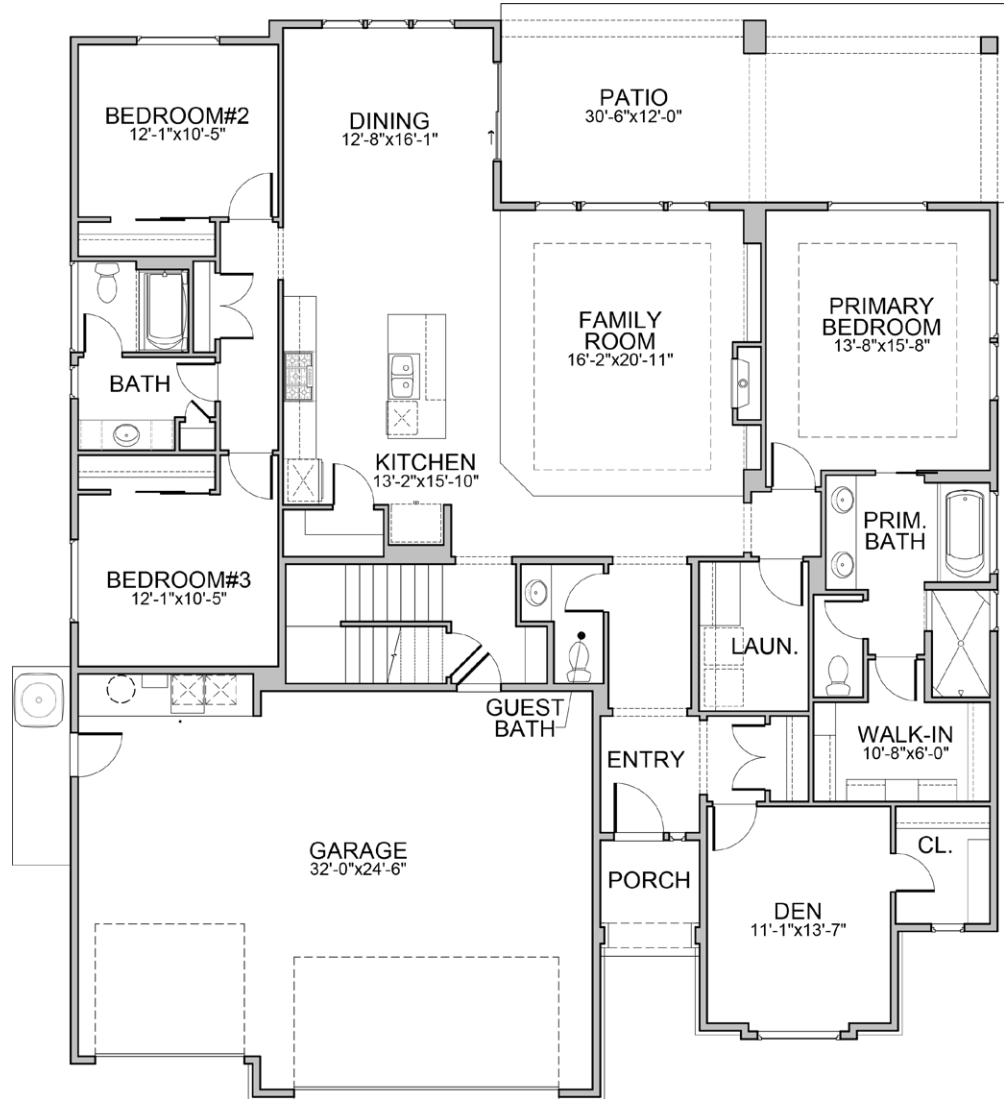 BEDROOM#2
12'-1"x10'-5"
DINING
12'-8"x16'-1"
PATIO
30'-6"x12'-0"
FAMILY
ROOM
16'-2"x20'-11"
PRIMARY
BEDROOM
13'-8"x15'-8"
BATH
KITCHEN
13'-2"x15'-10"
PRIM.
BATH
BEDROOM#3
12'-1"x10'-5"
LAUN.
GUEST
BATH
WALK-IN
10'-8"x6'-0"
ENTRY
GARAGE
32'-0"x24'-6"
PORCH
CL.
DEN
11'-1"x13'-7"